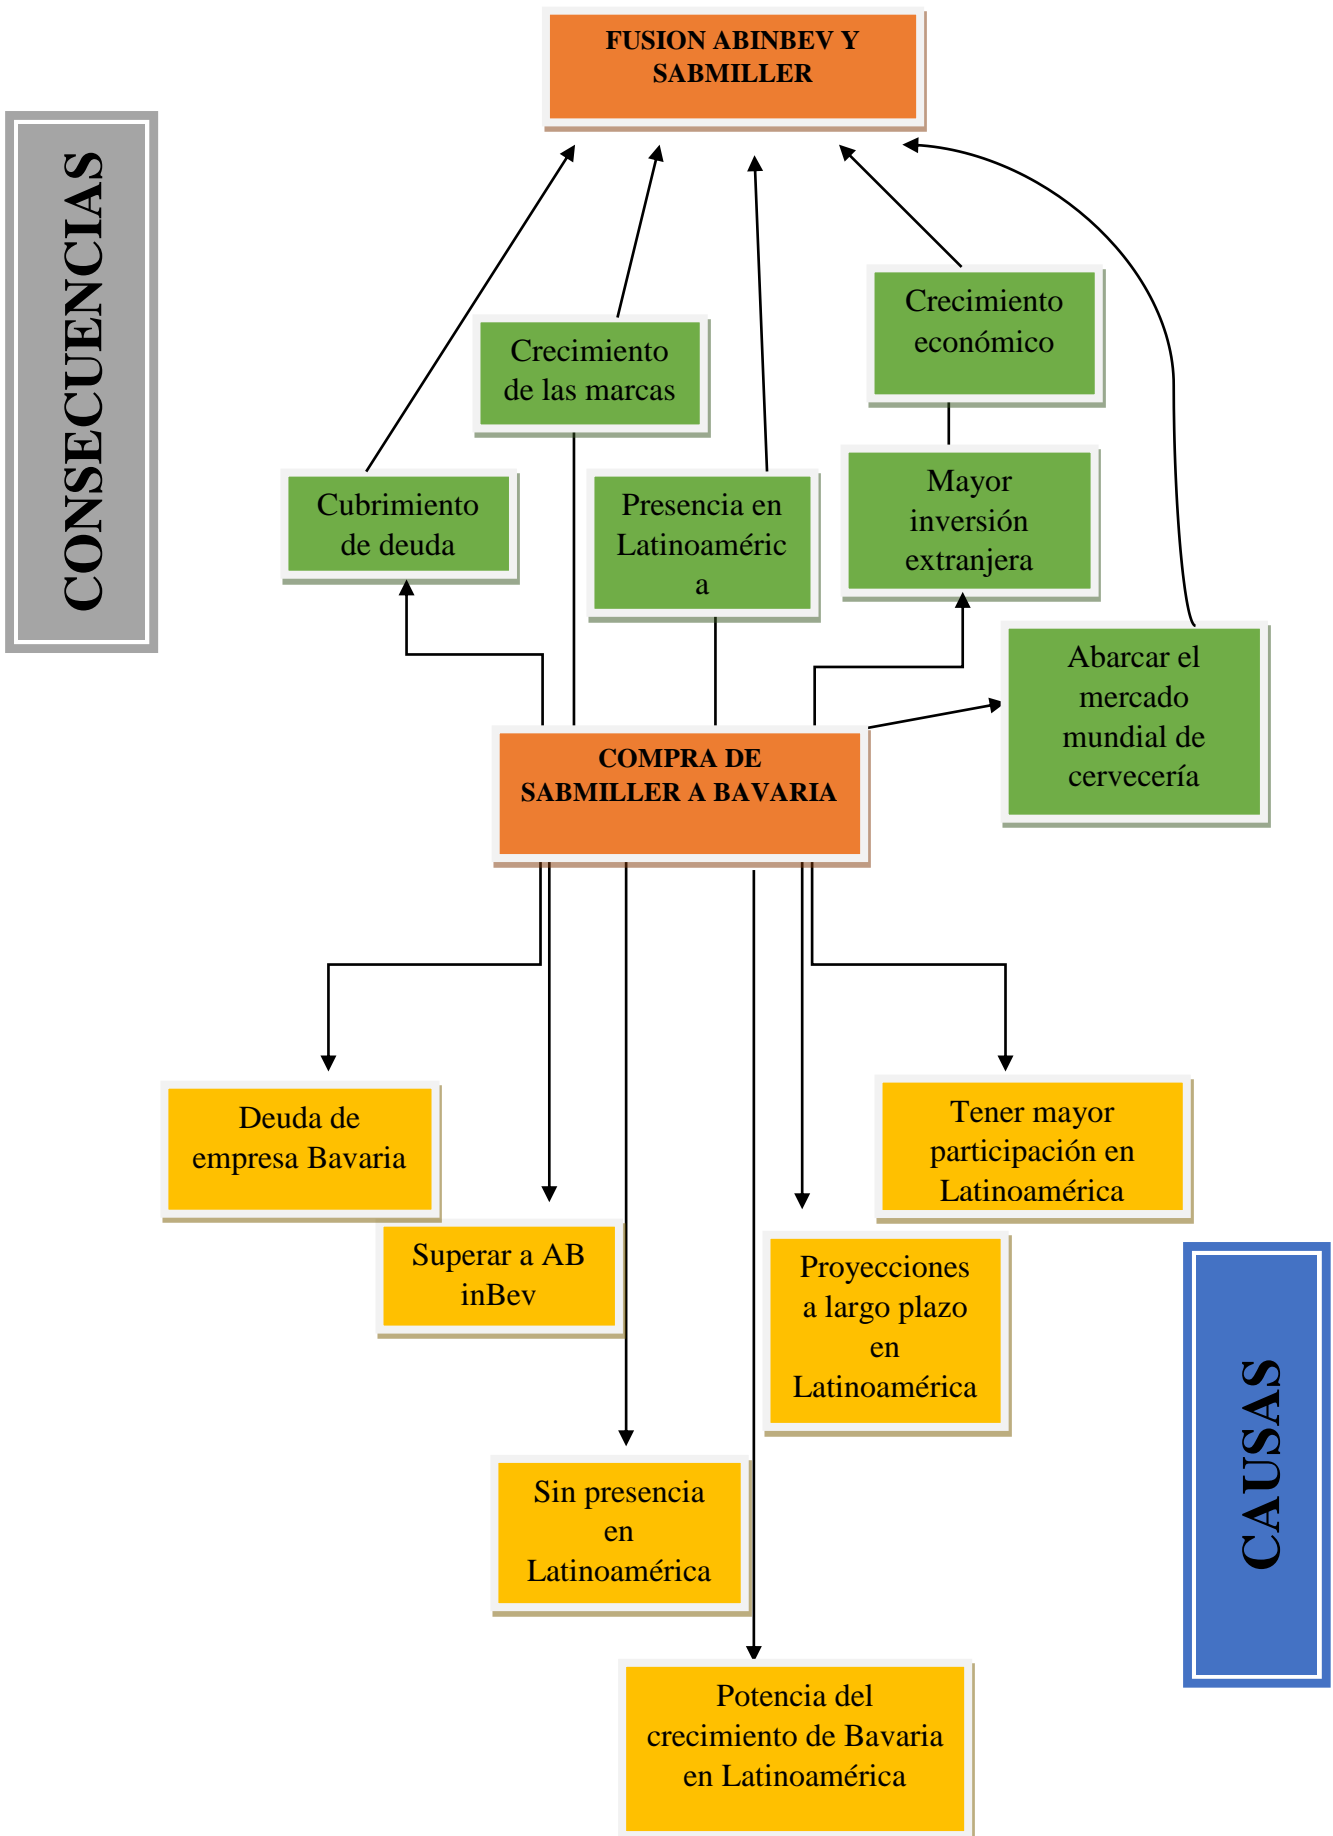 FUSION ABINBEV Y
SABMILLER
CONSECUENCIAS
Crecimiento
económico
Crecimiento
de las marcas
Cubrimiento
de deuda
Presencia en
Latinoaméric
a
Mayor
inversión
extranjera
Abarcar el
mercado
mundial de
cervecería
COMPRA DE
SABMILLER A BAVARIA
Deuda de
empresa Bavaria
Tener mayor
participación en
Latinoamérica
Superar a AB
inBev
Proyecciones
a largo plazo
en
Latinoamérica
CAUSAS
Sin presencia
en
Latinoamérica
Potencia del
crecimiento de Bavaria
en Latinoamérica